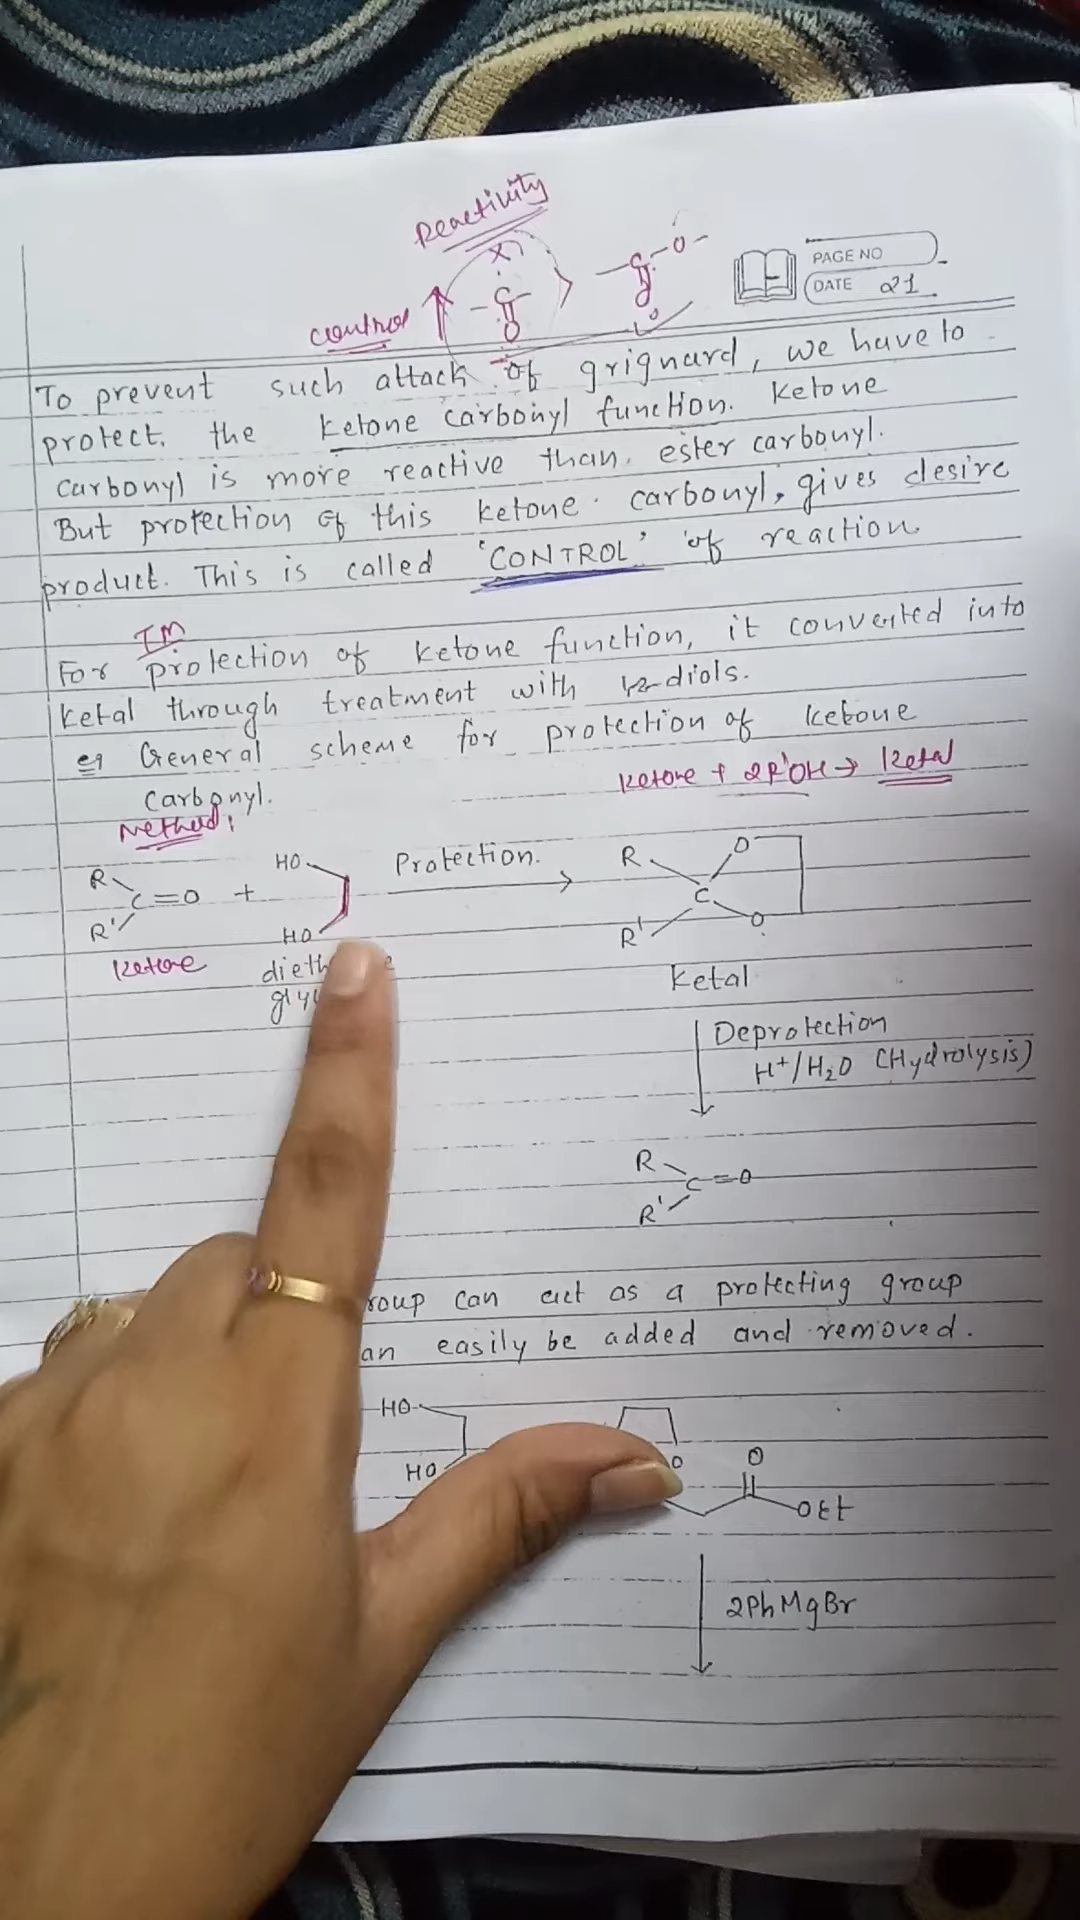 Reactivity
control
PAGE NO
DATE 21
To prevent such attack of grignard, we have to
protect. the ketone carbonyl function. Ketone
carbonyl is more reactive than ester carbonyl.
But protection of this ketone carbonyl, gives desire
product. This is called 'CONTROL' of reaction
TM
For protection of ketone function, it converted into
ketal through treatment with 1,2-diols.
eg General scheme for protection of ketone
carbonyl.
Ketone + 2R'OH → Ketal
Method:
R R' C=O + HO HO Protection. R R' C O O
Ketone
Ketal
Deprotection
H+/H2O (Hydrolysis)
R R' C=O
can act as a protecting group
easily be added and removed.
HO
HO
O
O
OEt
2PhMgBr